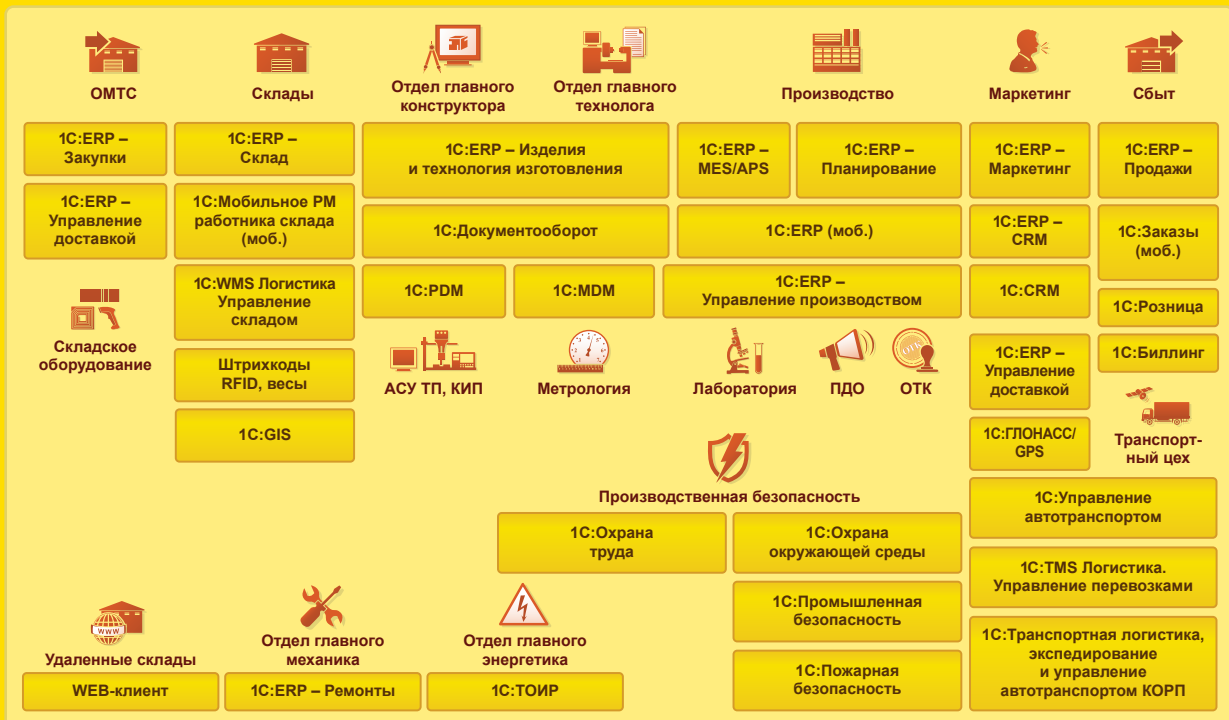 ОМТС
Склады
Отдел главного
конструктора
Отдел главного
технолога
Производство
Маркетинг
Сбыт
1С:ERP –
Закупки
1С:ERP –
Склад
1С:ERP – Изделия
и технология изготовления
1С:ERP –
MES/APS
1С:ERP –
Планирование
1С:ERP –
Маркетинг
1С:ERP –
Продажи
1С:ERP –
Управление
доставкой
1С:Мобильное РМ
работника склада
(моб.)
1С:Документооборот
1С:ERP (моб.)
1С:ERP –
CRM
1С:Заказы
(моб.)
1С:WMS Логистика
Управление
складом
1С:PDM
1С:MDM
1С:ERP –
Управление производством
1С:CRM
1С:Розница
Складское
оборудование
Штрихкоды
RFID, весы
АСУ ТП, КИП
Метрология
Лаборатория
ПДО
ОТК
ОТК
1С:ERP –
Управление
доставкой
1С:Биллинг
1С:GIS
1С:ГЛОНАСС/
GPS
Транспорт-
ный цех
Производственная безопасность
1С:Охрана
труда
1С:Охрана
окружающей среды
1С:Управление
автотранспортом
1С:Промышленная
безопасность
1С:TMS Логистика.
Управление перевозками
WWW
Удаленные склады
Отдел главного
механика
Отдел главного
энергетика
1С:Пожарная
безопасность
1С:Транспортная логистика,
экспедирование
и управление
автотранспортом КОРП
WEB-клиент
1С:ERP – Ремонты
1С:ТОИР